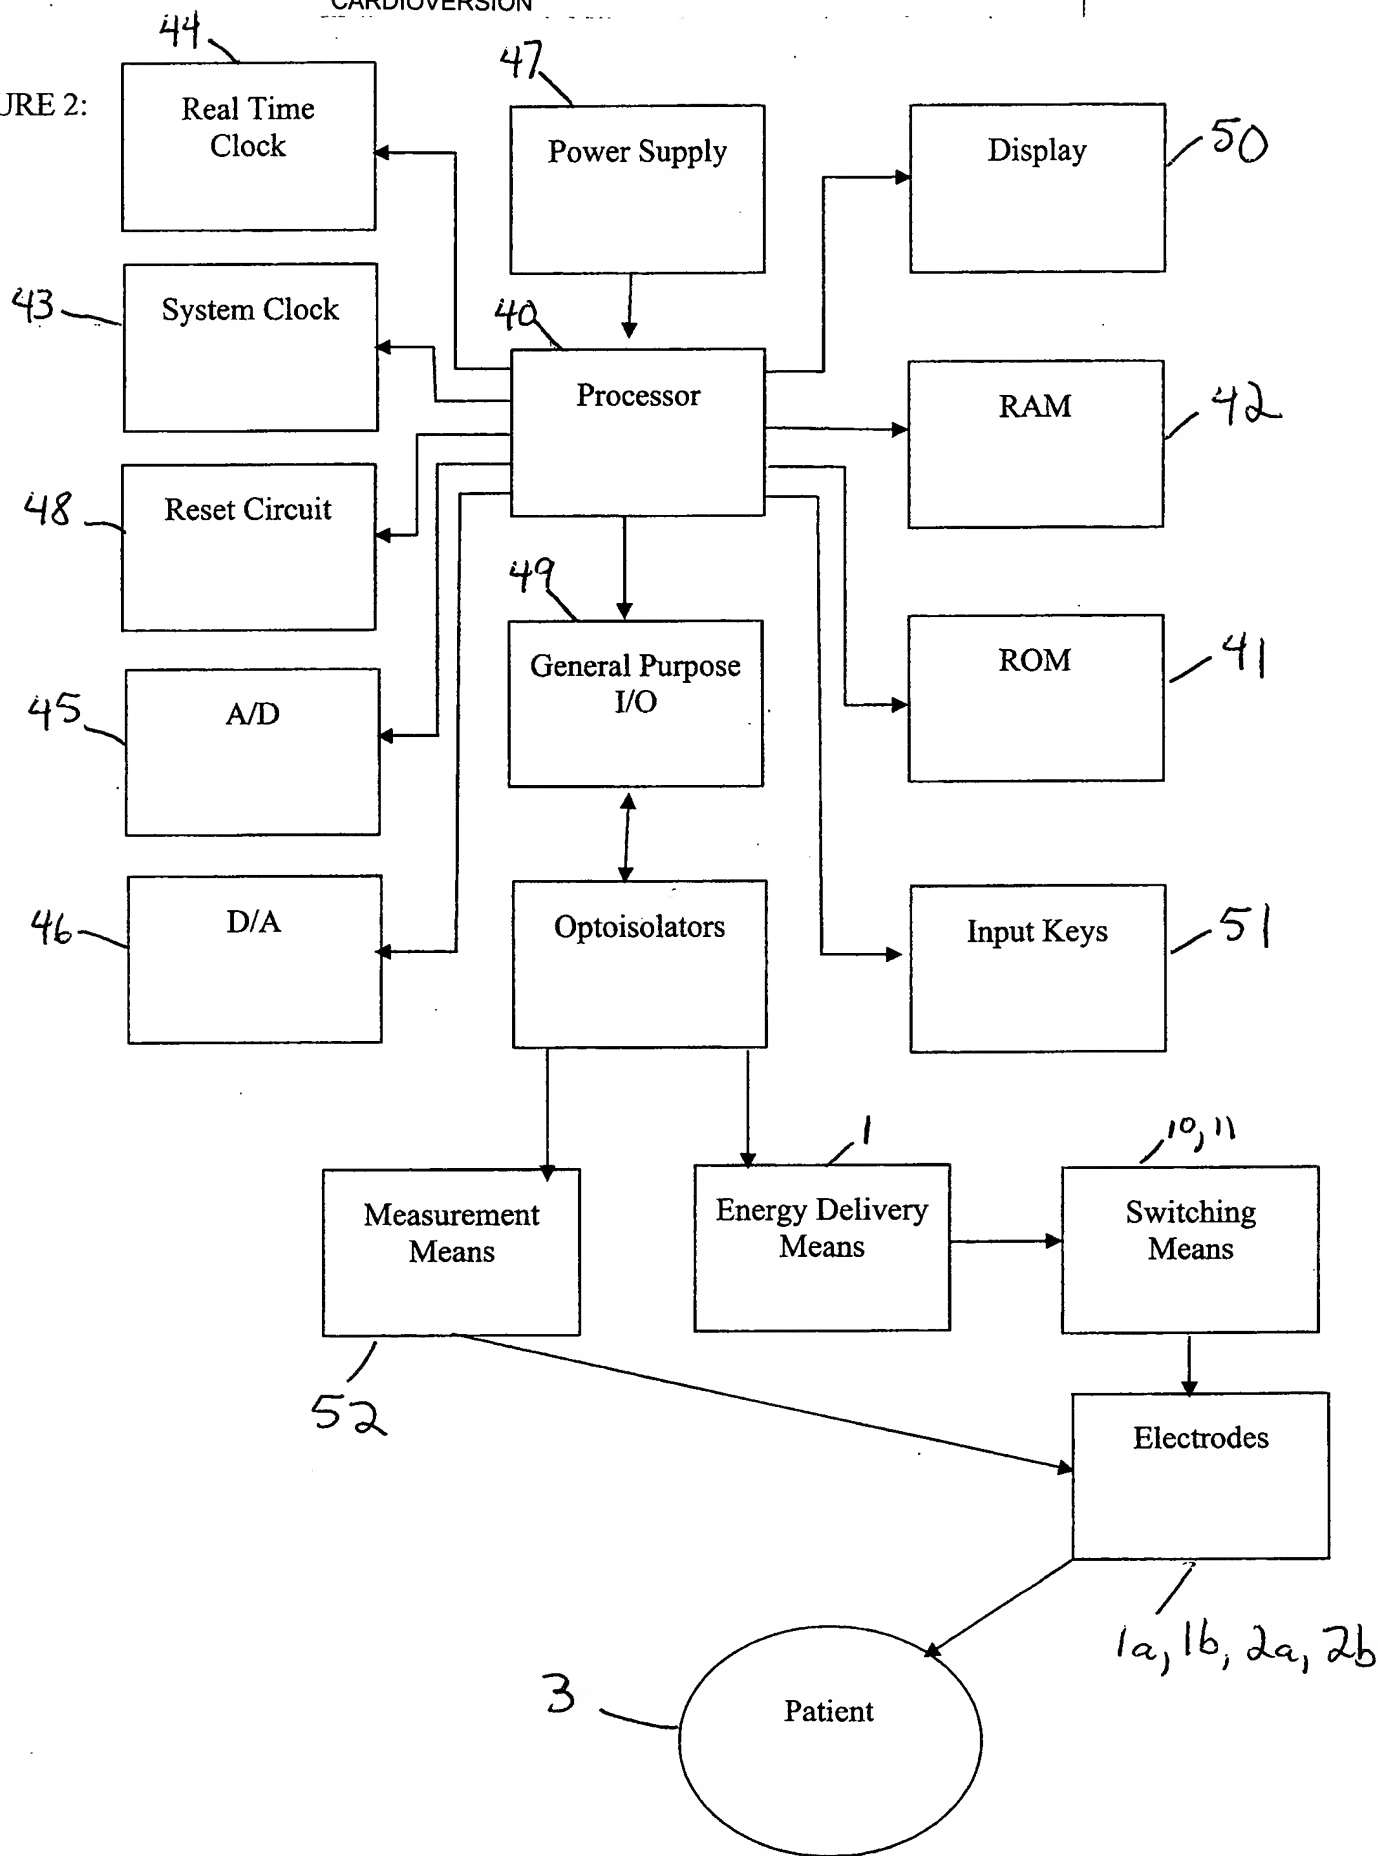 CARDIOVERSION
44
47
URE 2:
Real Time
Clock
Power Supply
Display
50
43
System Clock
40
Processor
RAM
42
48
Reset Circuit
49
General Purpose
I/O
ROM
41
45
A/D
46
D/A
Optoisolators
Input Keys
51
1
10, 11
Measurement
Means
Energy Delivery
Means
Switching
Means
52
Electrodes
1a, 1b, 2a, 2b
3
Patient